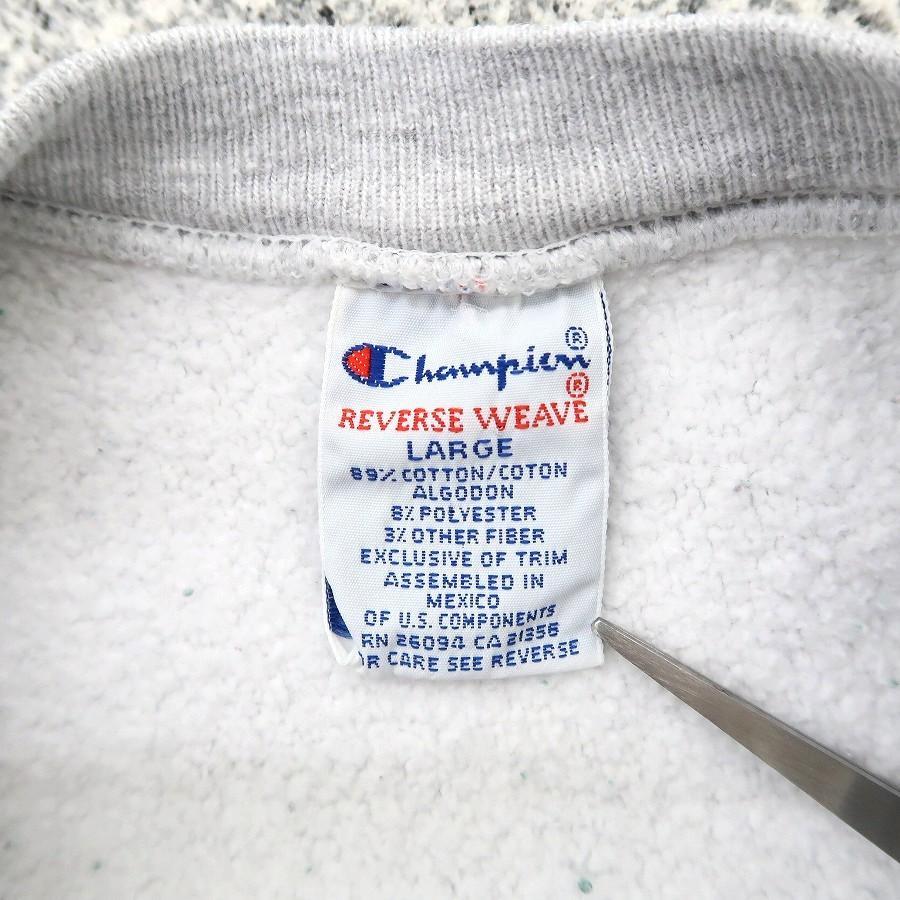 Champion®
REVERSE WEAVE®
LARGE
89% COTTON/COTON
ALGODON
8% POLYESTER
3% OTHER FIBER
EXCLUSIVE OF TRIM
ASSEMBLED IN
MEXICO
OF U.S. COMPONENTS
RN 26094 CA 21356
OR CARE SEE REVERSE